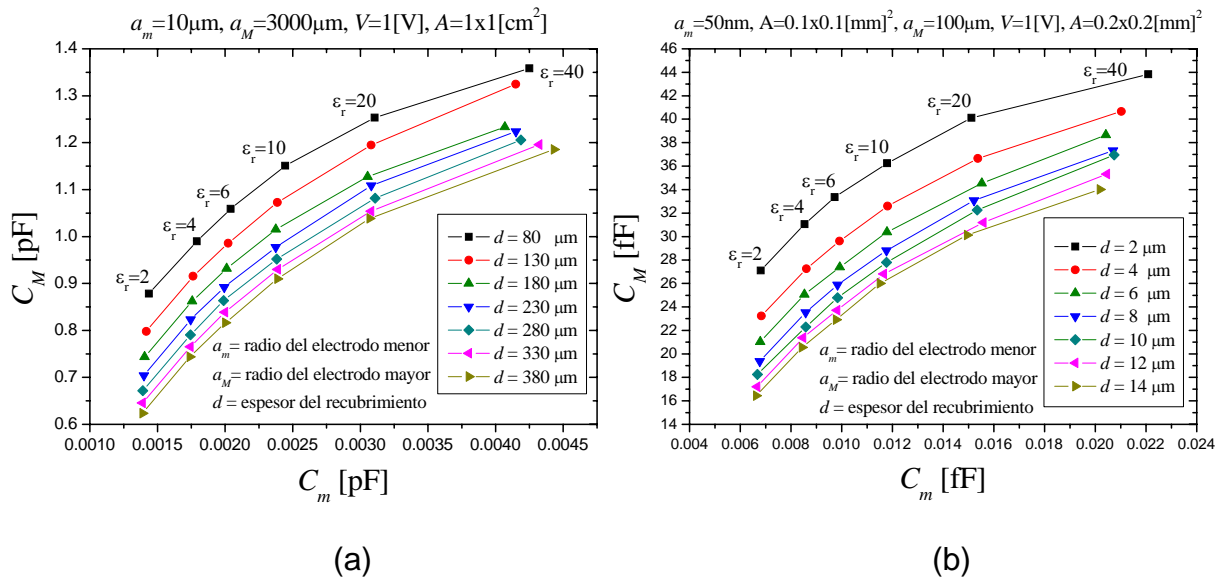 a_m=10µm, a_M=3000µm, V=1[V], A=1x1[cm²]
1.4
1.3
1.2
1.1
1.0
0.9
0.8
0.7
0.6
C_M [pF]
ε_r=2
ε_r=4
ε_r=6
ε_r=10
ε_r=20
ε_r=40
d = 80 µm
d = 130 µm
d = 180 µm
d = 230 µm
d = 280 µm
d = 330 µm
d = 380 µm
a_m = radio del electrodo menor
a_M = radio del electrodo mayor
d = espesor del recubrimiento
0.0010 0.0015 0.0020 0.0025 0.0030 0.0035 0.0040 0.0045
C_m [pF]
(a)
a_m=50nm, A=0.1x0.1[mm]², a_M=100µm, V=1[V], A=0.2x0.2[mm]²
46
44
42
40
38
36
34
32
30
28
26
24
22
20
18
16
14
C_M [fF]
ε_r=2
ε_r=4
ε_r=6
ε_r=10
ε_r=20
ε_r=40
d = 2 µm
d = 4 µm
d = 6 µm
d = 8 µm
d = 10 µm
d = 12 µm
d = 14 µm
a_m = radio del electrodo menor
a_M= radio del electrodo mayor
d = espesor del recubrimiento
0.004 0.006 0.008 0.010 0.012 0.014 0.016 0.018 0.020 0.022 0.024
C_m [fF]
(b)